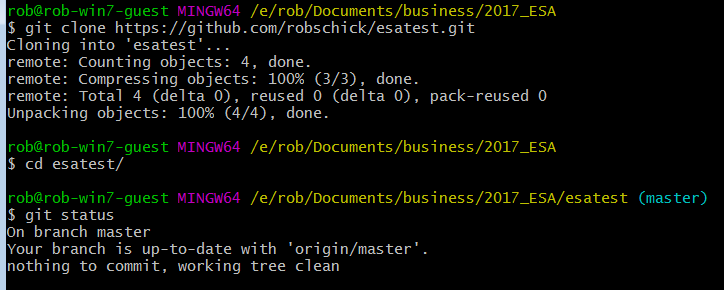 rob@rob-win7-guest MINGW64 /e/rob/Documents/business/2017_ESA
$ git clone https://github.com/robschick/esatest.git
Cloning into 'esatest'...
remote: Counting objects: 4, done.
remote: Compressing objects: 100% (3/3), done.
remote: Total 4 (delta 0), reused 0 (delta 0), pack-reused 0
Unpacking objects: 100% (4/4), done.
rob@rob-win7-guest MINGW64 /e/rob/Documents/business/2017_ESA
$ cd esatest/
rob@rob-win7-guest MINGW64 /e/rob/Documents/business/2017_ESA/esatest (master)
$ git status
On branch master
Your branch is up-to-date with 'origin/master'.
nothing to commit, working tree clean